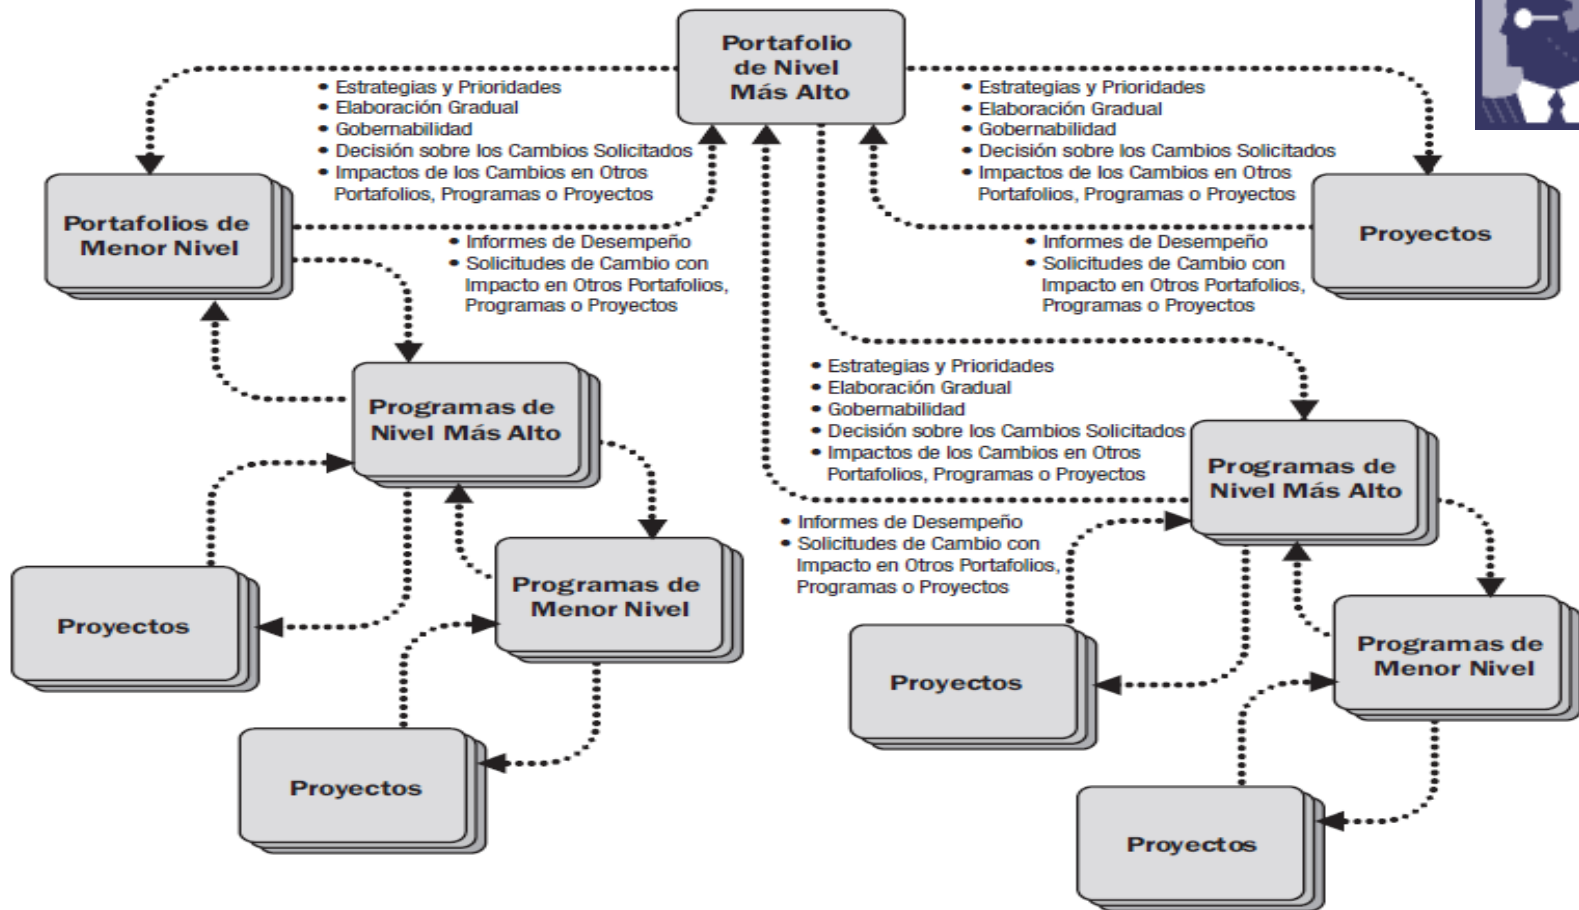 Portafolio
de Nivel
Más Alto
• Estrategias y Prioridades
• Elaboración Gradual
• Gobernabilidad
• Decisión sobre los Cambios Solicitados
• Impactos de los Cambios en Otros
Portafolios, Programas o Proyectos
• Estrategias y Prioridades
• Elaboración Gradual
• Gobernabilidad
• Decisión sobre los Cambios Solicitados
• Impactos de los Cambios en Otros
Portafolios, Programas o Proyectos
Portafolios de
Menor Nivel
Proyectos
• Informes de Desempeño
• Solicitudes de Cambio con
Impacto en Otros Portafolios,
Programas o Proyectos
• Informes de Desempeño
• Solicitudes de Cambio con
Impacto en Otros Portafolios,
Programas o Proyectos
Programas de
Nivel Más Alto
• Estrategias y Prioridades
• Elaboración Gradual
• Gobernabilidad
• Decisión sobre los Cambios Solicitados
• Impactos de los Cambios en Otros
Portafolios, Programas o Proyectos
Programas de
Nivel Más Alto
• Informes de Desempeño
• Solicitudes de Cambio con
Impacto en Otros Portafolios,
Programas o Proyectos
Proyectos
Programas de
Menor Nivel
Proyectos
Programas de
Menor Nivel
Proyectos
Proyectos